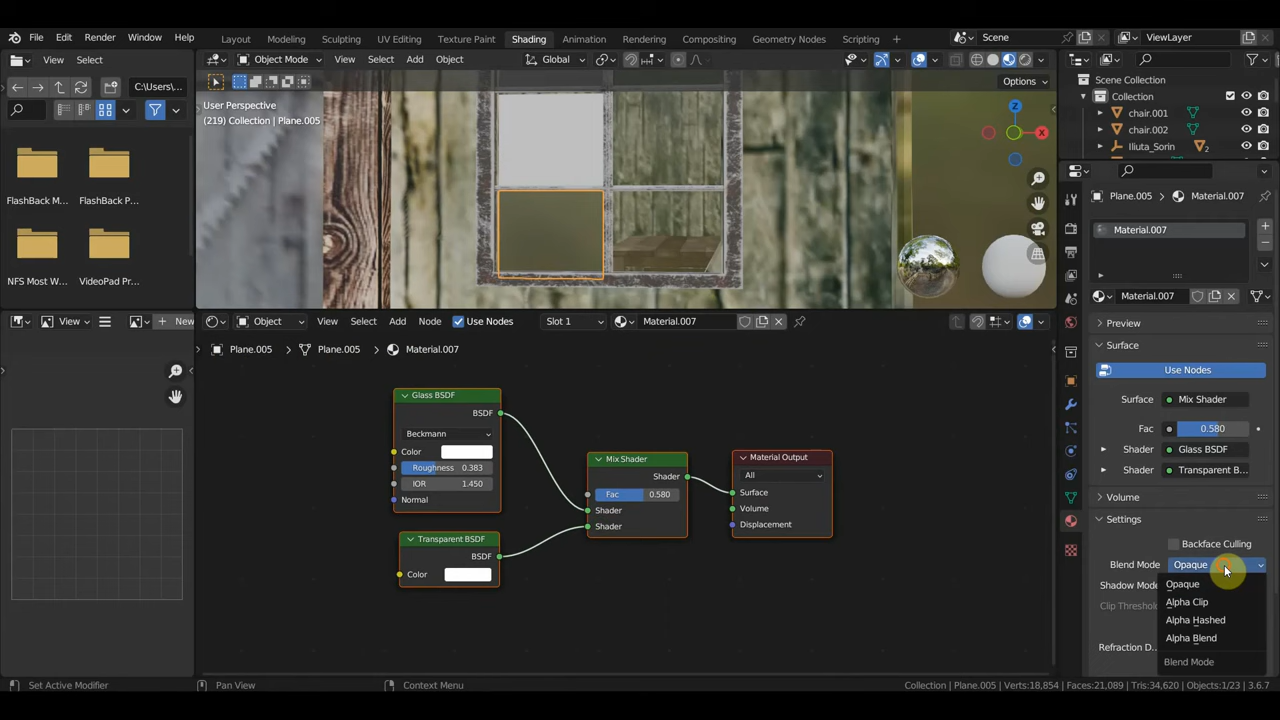 File Edit Render Window Help
Layout Modeling Sculpting UV Editing Texture Paint Shading Animation Rendering Compositing Geometry Nodes Scripting
Scene
ViewLayer
View Select
Object Mode View Select Add Object
Global
C:\Users\...
Options
User Perspective
(219) Collection | Plane.005
Z
X
FlashBack M...
FlashBack P...
NFS Most W...
VideoPad Pr...
Scene Collection
Collection
chair.001
chair.002
Iliuta_Sorin
2
Plane.005
Material.007
Material.007
Material.007
Preview
Surface
Use Nodes
Surface
Mix Shader
Fac
0.580
Shader
Glass BSDF
Shader
Transparent B...
Volume
Settings
Backface Culling
Blend Mode
Opaque
Shadow Mode
Opaque
Clip Threshold
Alpha Clip
Alpha Hashed
Alpha Blend
Refraction D...
Blend Mode
View
New
Object
View Select Add Node
Use Nodes
Slot 1
Material.007
Plane.005 > Plane.005 > Material.007
Glass BSDF
BSDF
Beckmann
Color
Roughness 0.383
IOR 1.450
Normal
Transparent BSDF
BSDF
Color
Mix Shader
Shader
Fac 0.580
Shader
Shader
Material Output
All
Surface
Volume
Displacement
Set Active Modifier
Pan View
Context Menu
Collection | Plane.005 | Verts:18,854 | Faces:21,089 | Tris:34,620 | Objects:1/23 | 3.6.7